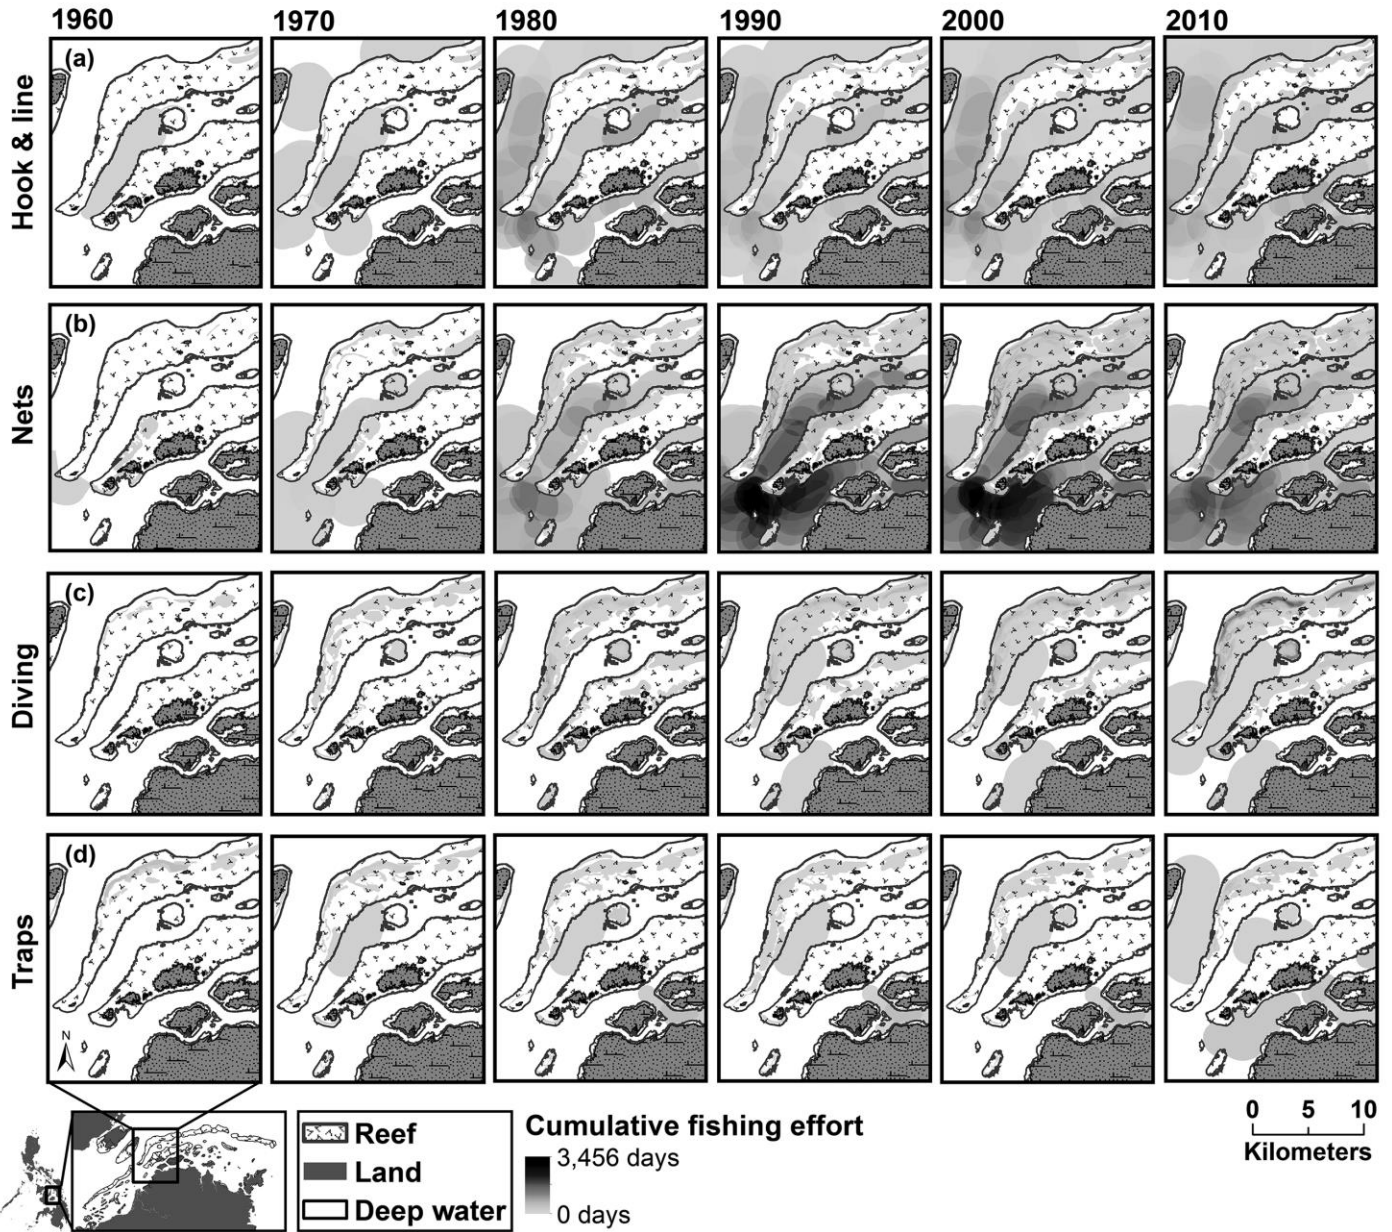 1960 1970 1980 1990 2000 2010
Hook & line
(a)
Nets
(b)
Diving
(c)
Traps
(d)
N
Reef
Land
Deep water
Cumulative fishing effort
3,456 days
0 days
0 5 10
Kilometers